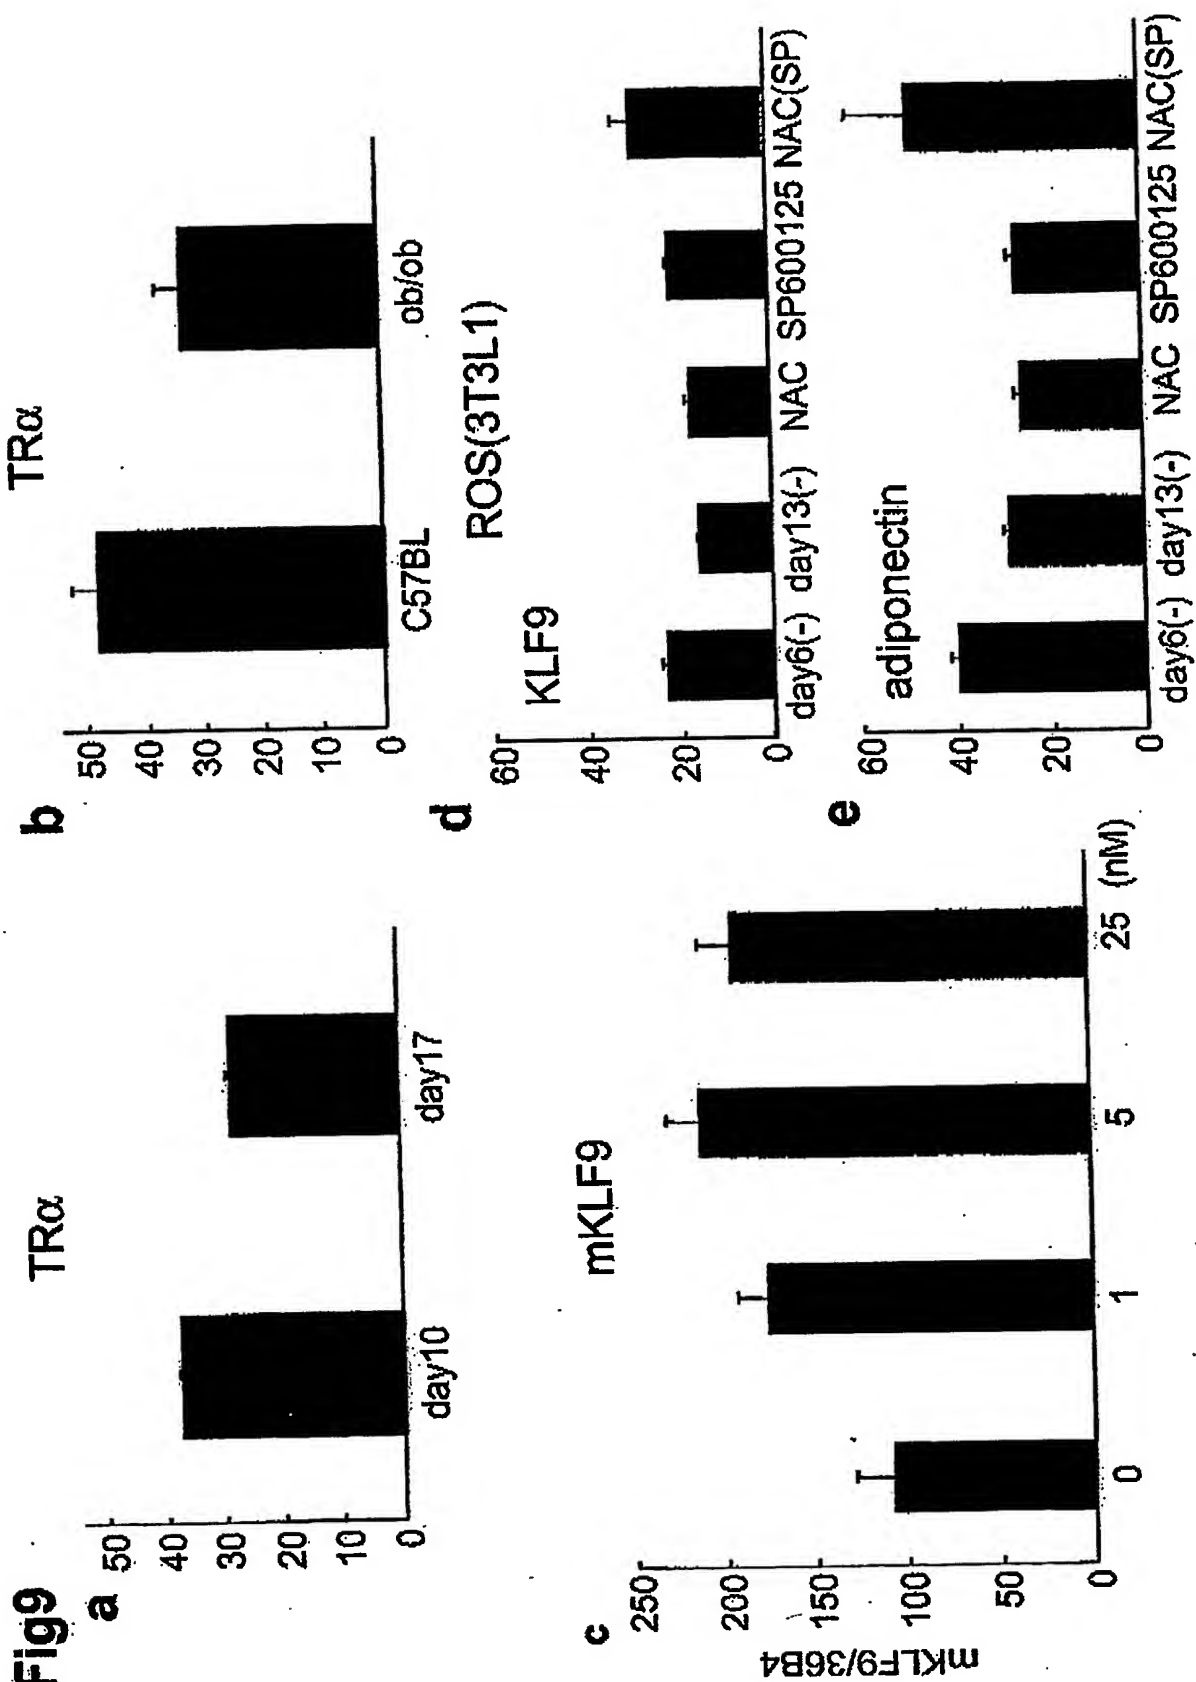 Fig9
a
TRα
50
40
30
20
10
0
day10
day17
b
TRα
50
40
30
20
10
0
C57BL
ob/ob
c
mKLF9
mKLF9/36B4
250
200
150
100
50
0
0
1
5
25
(nM)
ROS(3T3L1)
d
KLF9
60
40
20
0
day6(-) day13(-) NAC SP600125 NAC(SP)
e
adiponectin
60
40
20
0
day6(-) day13(-) NAC SP600125 NAC(SP)